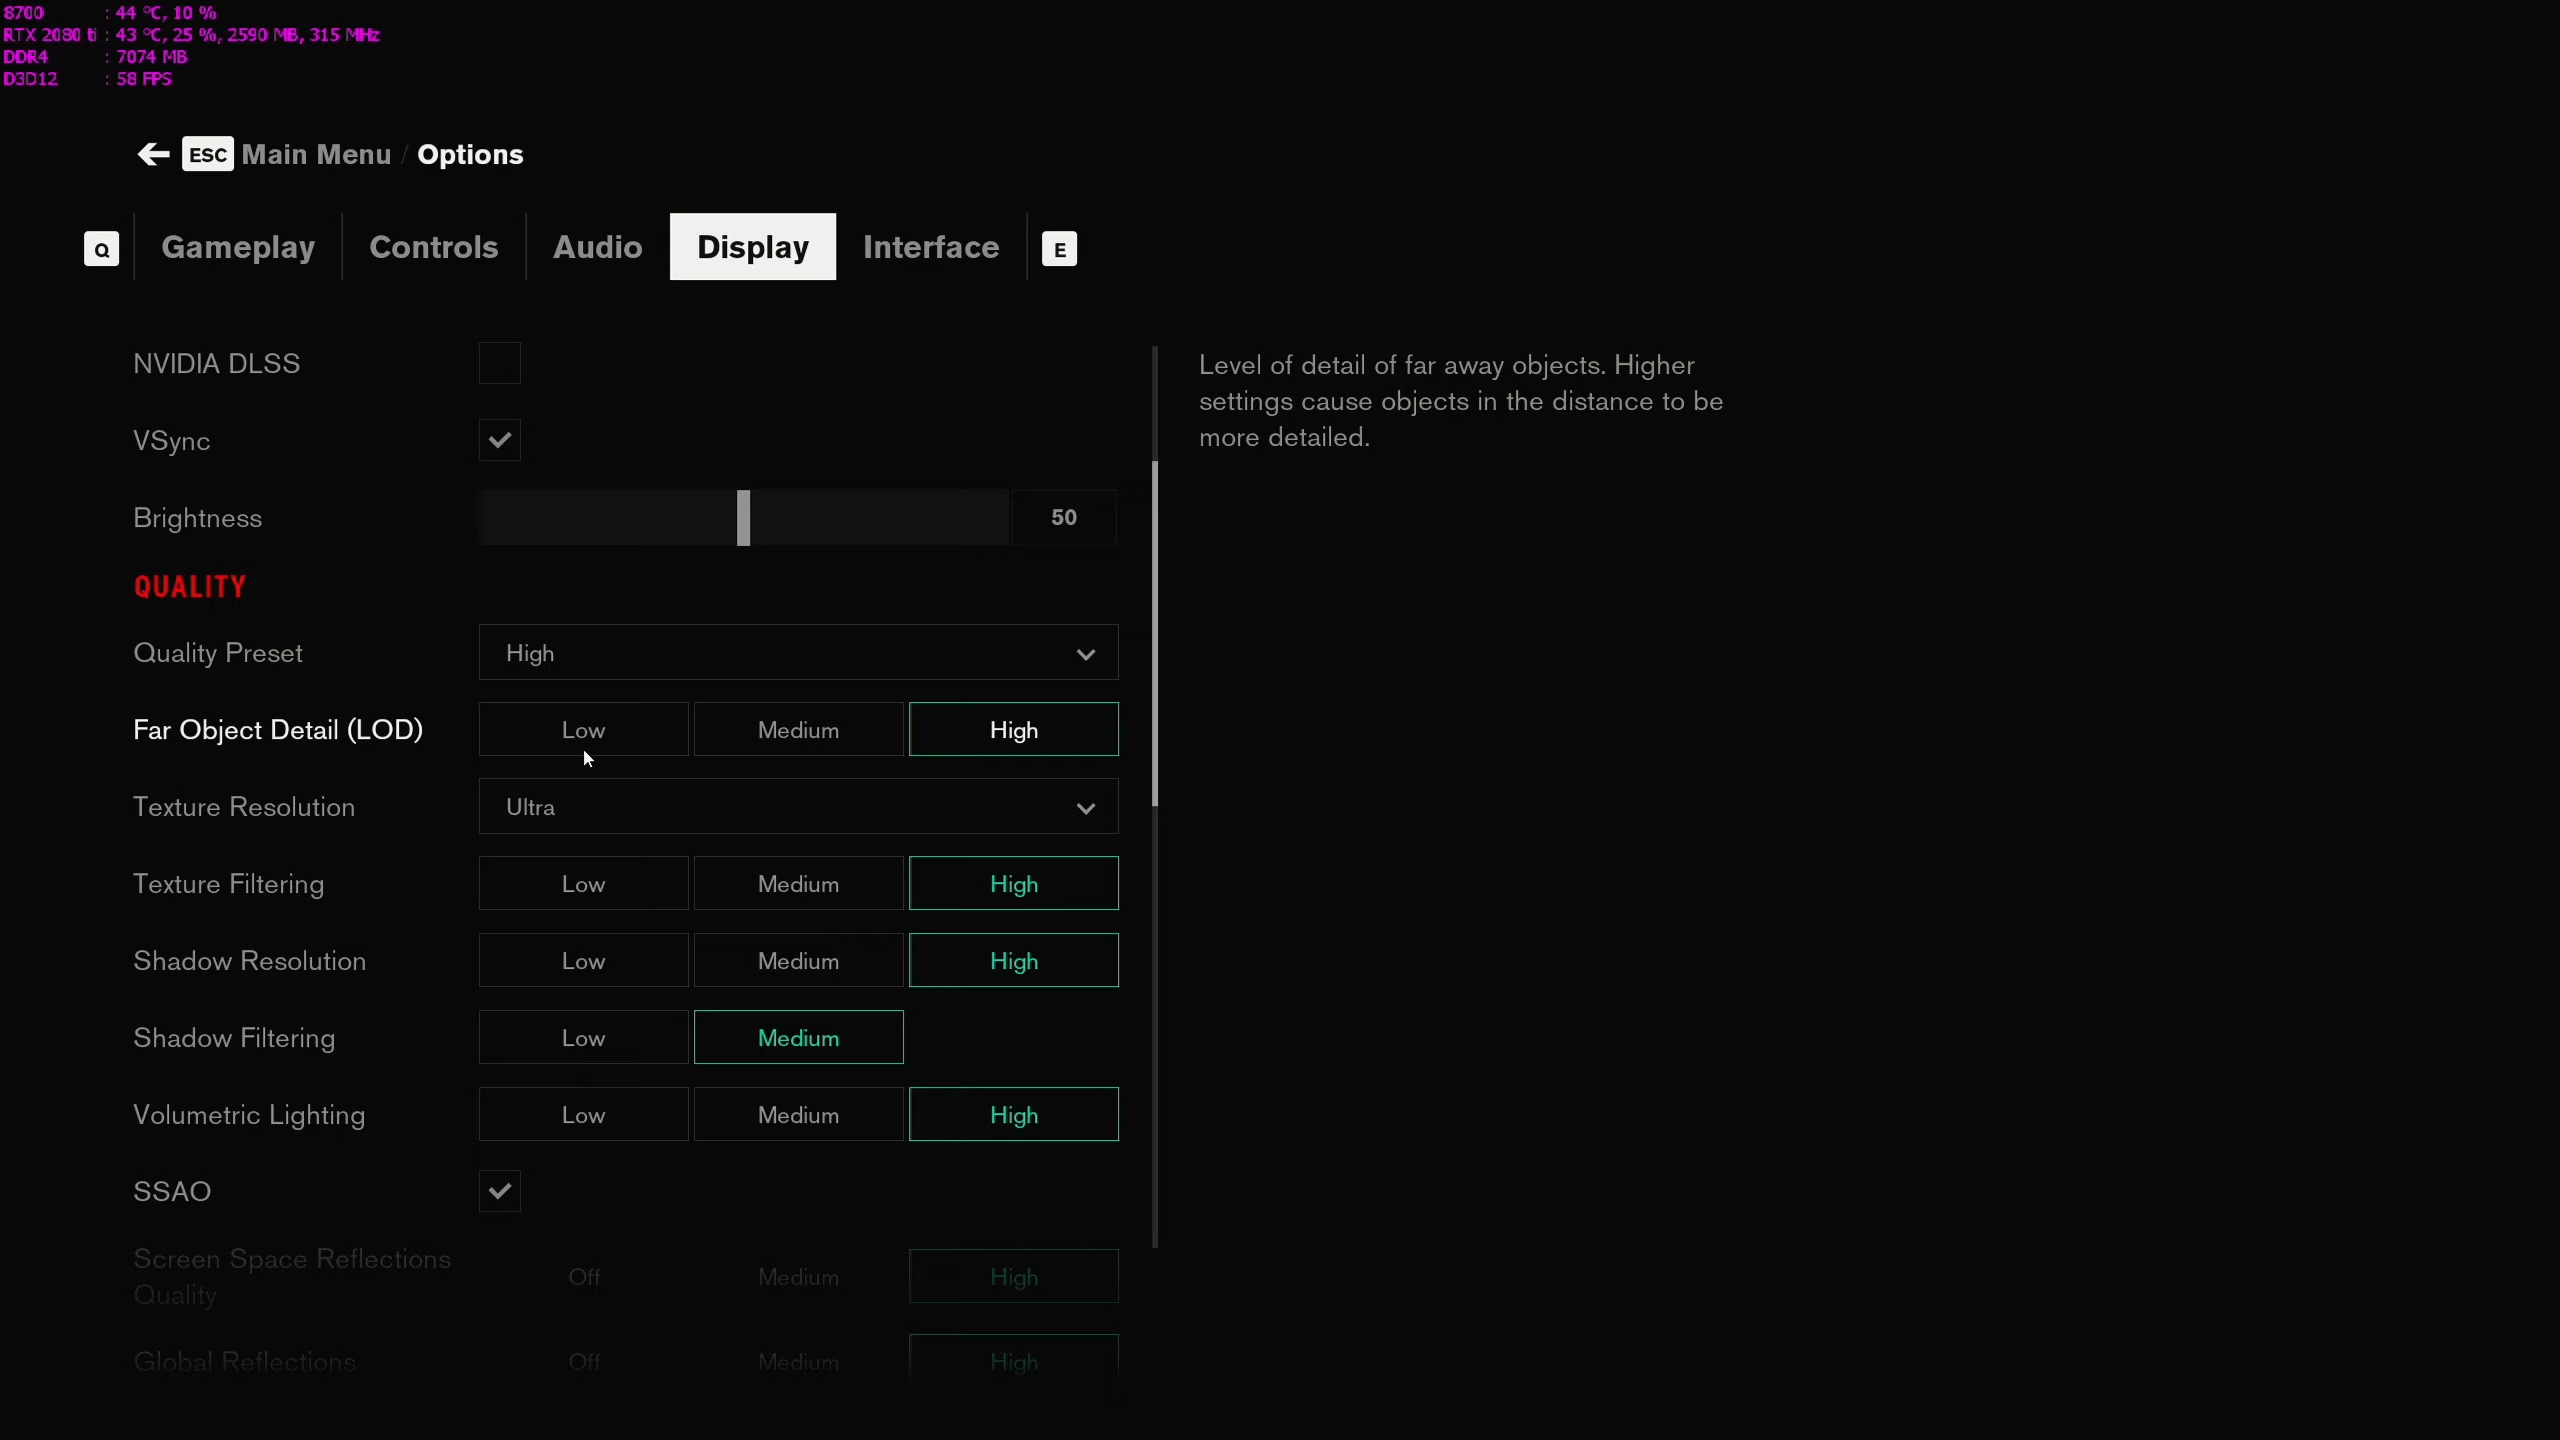 8700 : 44 °C, 10 %
RTX 2080 ti : 43 °C, 25 %, 2590 MB, 315 MHz
DDR4 : 7074 MB
D3D12 : 58 FPS
ESC Main Menu / Options
Q Gameplay Controls Audio Display Interface E
NVIDIA DLSS
VSync
Brightness 50
QUALITY
Quality Preset High
Far Object Detail (LOD) Low Medium High
Texture Resolution Ultra
Texture Filtering Low Medium High
Shadow Resolution Low Medium High
Shadow Filtering Low Medium
Volumetric Lighting Low Medium High
SSAO
Screen Space Reflections
Quality Off Medium High
Global Reflections Off Medium High
Level of detail of far away objects. Higher
settings cause objects in the distance to be
more detailed.